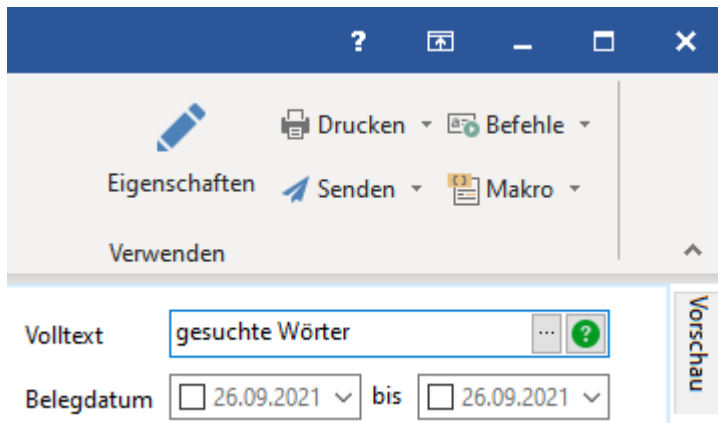 ?
Drucken Befehle
Eigenschaften Senden Makro
Verwenden
Volltext gesuchte Wörter ... ?
Belegdatum 26.09.2021 bis 26.09.2021
Vorschau